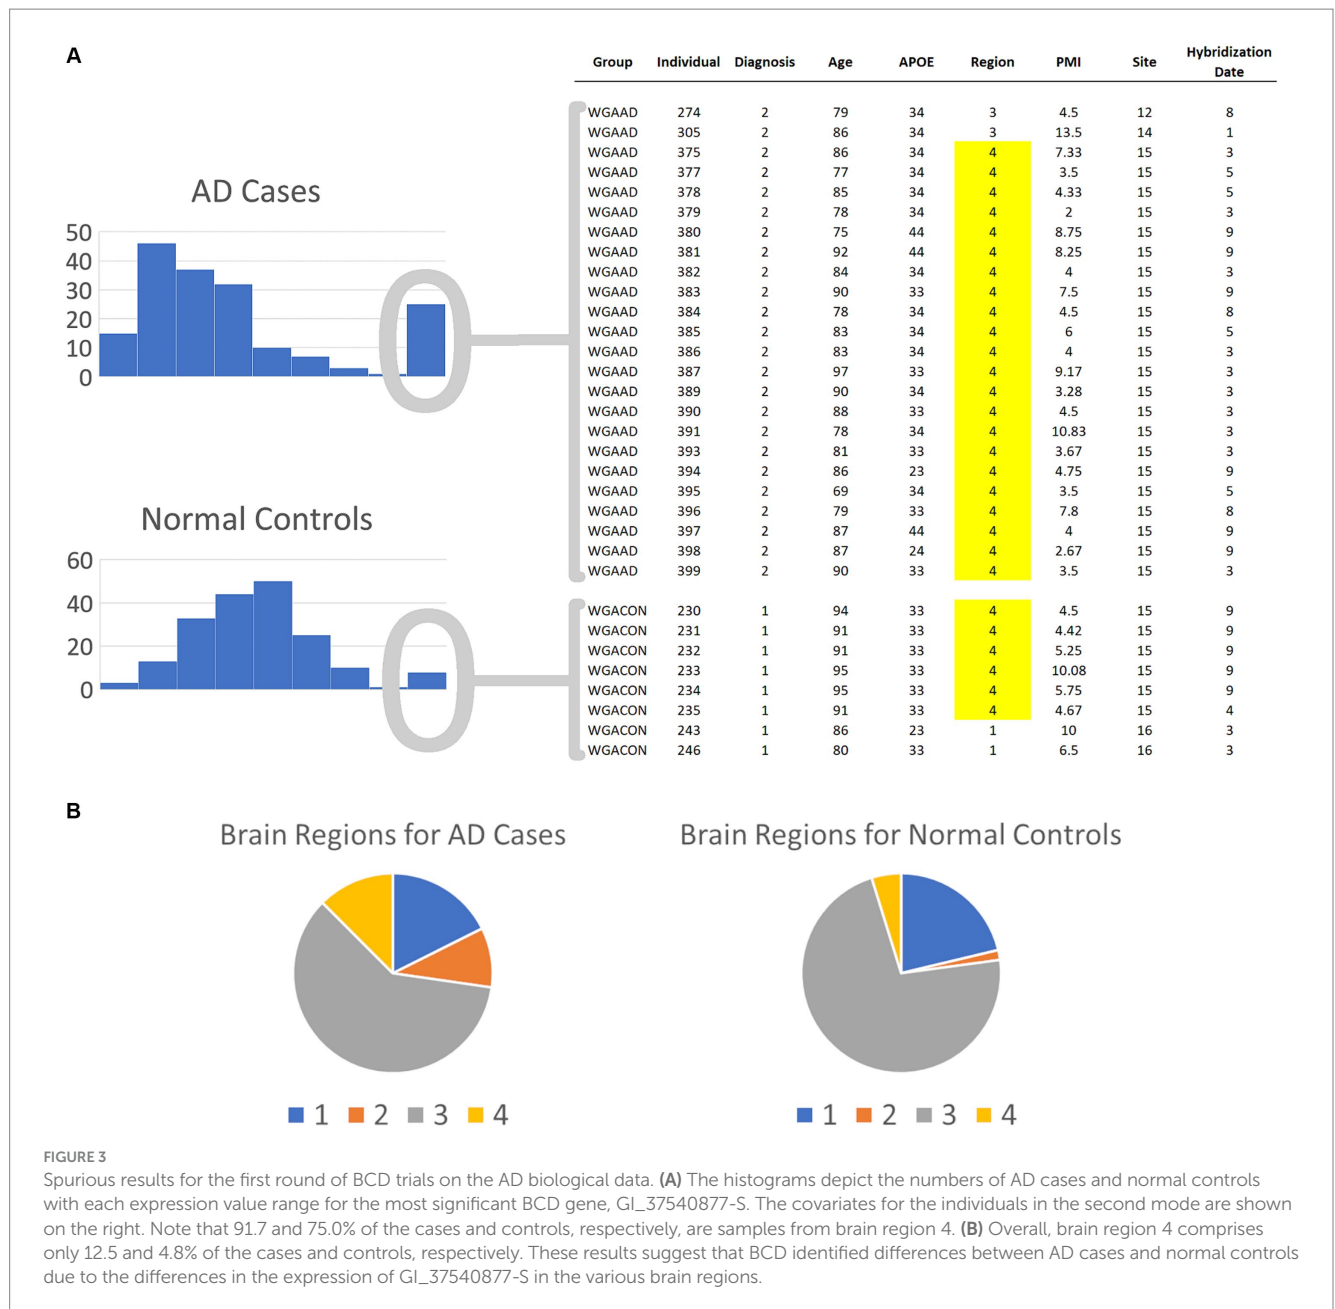 A
Group Individual Diagnosis Age APOE Region PMI Site Hybridization Date
WGAAD 274 2 79 34 3 4.5 12 8
WGAAD 305 2 86 34 3 13.5 14 1
WGAAD 375 2 86 34 4 7.33 15 3
WGAAD 377 2 77 34 4 3.5 15 5
WGAAD 378 2 85 34 4 4.33 15 5
WGAAD 379 2 78 34 4 2 15 3
WGAAD 380 2 75 44 4 8.75 15 9
WGAAD 381 2 92 44 4 8.25 15 9
WGAAD 382 2 84 34 4 4 15 3
WGAAD 383 2 90 33 4 7.5 15 9
WGAAD 384 2 78 34 4 4.5 15 8
WGAAD 385 2 83 34 4 6 15 5
WGAAD 386 2 83 34 4 4 15 3
WGAAD 387 2 97 33 4 9.17 15 3
WGAAD 389 2 90 34 4 3.28 15 3
WGAAD 390 2 88 33 4 4.5 15 3
WGAAD 391 2 78 34 4 10.83 15 3
WGAAD 393 2 81 33 4 3.67 15 3
WGAAD 394 2 86 23 4 4.75 15 9
WGAAD 395 2 69 34 4 3.5 15 5
WGAAD 396 2 79 33 4 7.8 15 8
WGAAD 397 2 87 44 4 4 15 9
WGAAD 398 2 87 24 4 2.67 15 9
WGAAD 399 2 90 33 4 3.5 15 3
WGACON 230 1 94 33 4 4.5 15 9
WGACON 231 1 91 33 4 4.42 15 9
WGACON 232 1 91 33 4 5.25 15 9
WGACON 233 1 95 33 4 10.08 15 9
WGACON 234 1 95 33 4 5.75 15 9
WGACON 235 1 91 33 4 4.67 15 4
WGACON 243 1 86 23 1 10 16 3
WGACON 246 1 80 33 1 6.5 16 3
AD Cases
50
40
30
20
10
0
Normal Controls
60
40
20
0
B
Brain Regions for AD Cases
1 2 3 4
Brain Regions for Normal Controls
1 2 3 4
FIGURE 3
Spurious results for the first round of BCD trials on the AD biological data. (A) The histograms depict the numbers of AD cases and normal controls
with each expression value range for the most significant BCD gene, GI_37540877-S. The covariates for the individuals in the second mode are shown
on the right. Note that 91.7 and 75.0% of the cases and controls, respectively, are samples from brain region 4. (B) Overall, brain region 4 comprises
only 12.5 and 4.8% of the cases and controls, respectively. These results suggest that BCD identified differences between AD cases and normal controls
due to the differences in the expression of GI_37540877-S in the various brain regions.